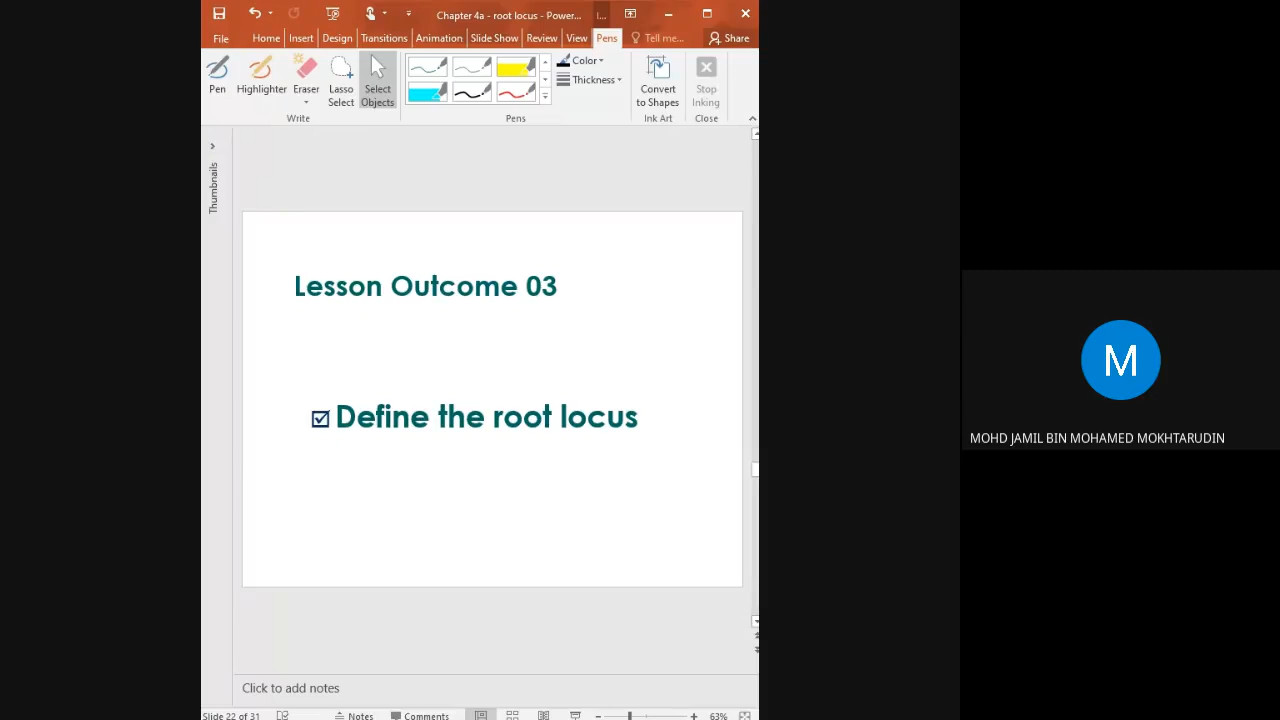 Chapter 4a - root locus - Power...
I...
File
Home
Insert
Design
Transitions
Animation
Slide Show
Review
View
Pens
Tell me...
Share
Pen
Highlighter
Eraser
Lasso
Select
Select
Objects
Color
Thickness
Convert
to Shapes
Stop
Inking
Write
Pens
Ink Art
Close
Thumbnails
Lesson Outcome 03
Define the root locus
M
MOHD JAMIL BIN MOHAMED MOKHTARUDIN
Click to add notes
Slide 22 of 31
Notes
Comments
63%